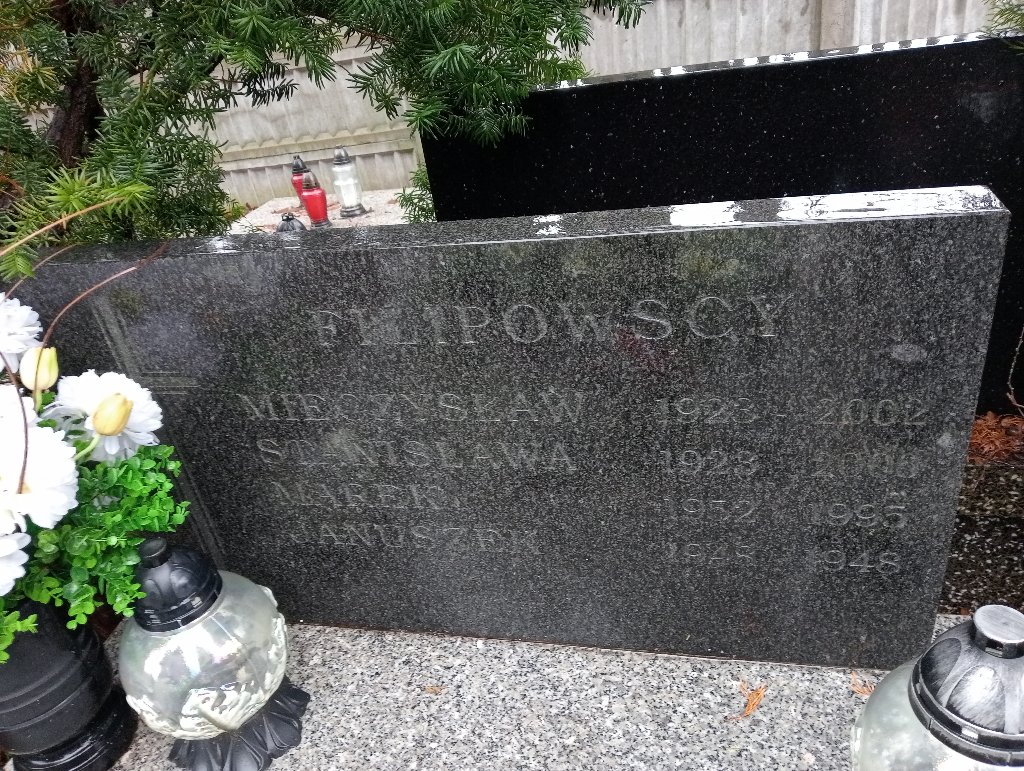 FILIPOWSCY
MIECZYSŁAW 1923 2002
STANISŁAWA 1923
MAREK 1952 1995
JANUSZEK 1948 1948